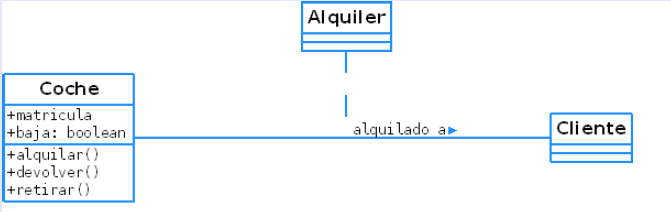 Alquiler
Coche
+matricula
+baja: boolean
+alquilar()
+devolver()
+retirar()
alquilado a
Cliente